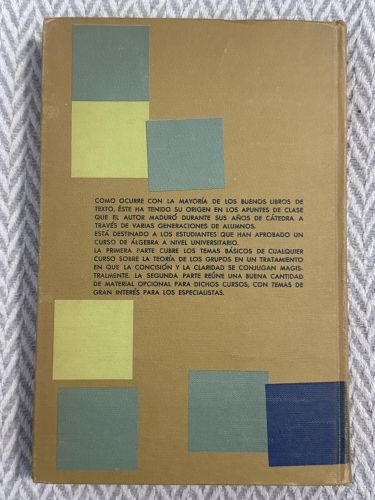 COMO OCURRE CON LA MAYORÍA DE LOS BUENOS LIBROS DE
TEXTO, ÉSTE HA TENIDO SU ORIGEN EN LOS APUNTES DE CLASE
QUE EL AUTOR MADURÓ DURANTE SUS AÑOS DE CÁTEDRA A
TRAVÉS DE VARIAS GENERACIONES DE ALUMNOS.
ESTÁ DESTINADO A LOS ESTUDIANTES QUE HAN APROBADO UN
CURSO DE ÁLGEBRA A NIVEL UNIVERSITARIO.
LA PRIMERA PARTE CUBRE LOS TEMAS BÁSICOS DE CUALQUIER
CURSO SOBRE LA TEORÍA DE LOS GRUPOS EN UN TRATAMIENTO
EN QUE LA CONCISIÓN Y LA CLARIDAD SE CONJUGAN MAGIS-
TRALMENTE. LA SEGUNDA PARTE REÚNE UNA BUENA CANTIDAD
DE MATERIAL OPCIONAL PARA DICHOS CURSOS, CON TEMAS DE
GRAN INTERÉS PARA LOS ESPECIALISTAS.